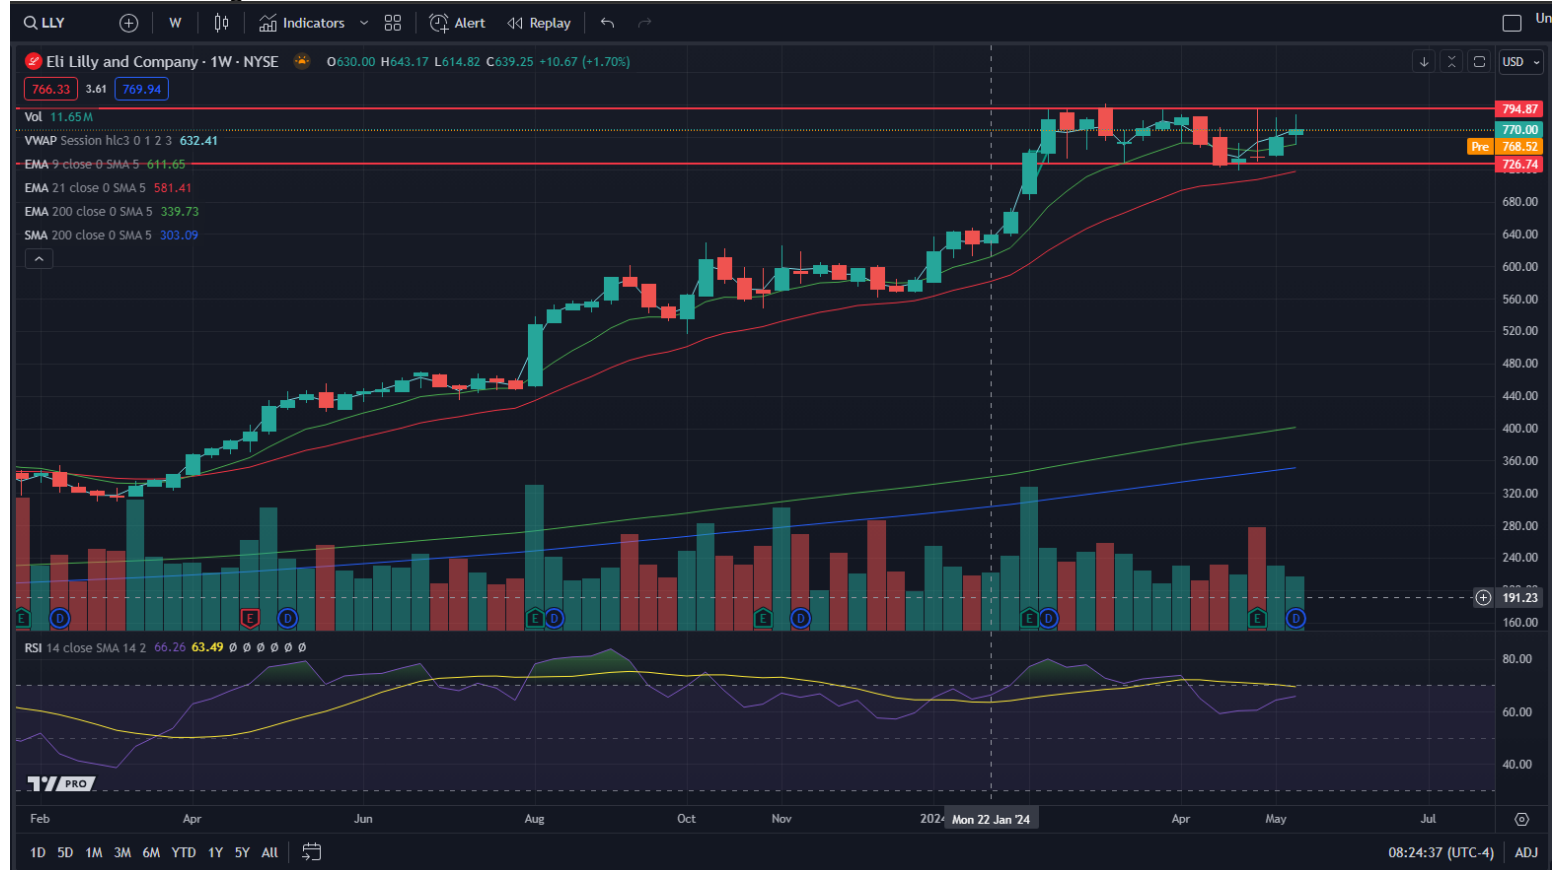 LLY W Indicators Alert Replay Un
Eli Lilly and Company · 1W · NYSE O630.00 H643.17 L614.82 C639.25 +10.67 (+1.70%) USD
766.33 3.61 769.94
794.87
Vol 11.65M
770.00
VWAP Session hlc3 0 1 2 3 632.41
Pre 768.52
EMA 9 close 0 SMA 5 611.65
726.74
EMA 21 close 0 SMA 5 581.41
680.00
EMA 200 close 0 SMA 5 339.73
SMA 200 close 0 SMA 5 303.09
640.00
600.00
560.00
520.00
480.00
440.00
400.00
360.00
320.00
280.00
240.00
191.23
E D E D E D E D E D E D
160.00
RSI 14 close SMA 14 2 66.26 63.49 Ø Ø Ø Ø Ø Ø
80.00
60.00
40.00
TV PRO
Feb Apr Jun Aug Oct Nov 2024 Mon 22 Jan '24 Apr May Jul
1D 5D 1M 3M 6M YTD 1Y 5Y All 08:24:37 (UTC-4) ADJ